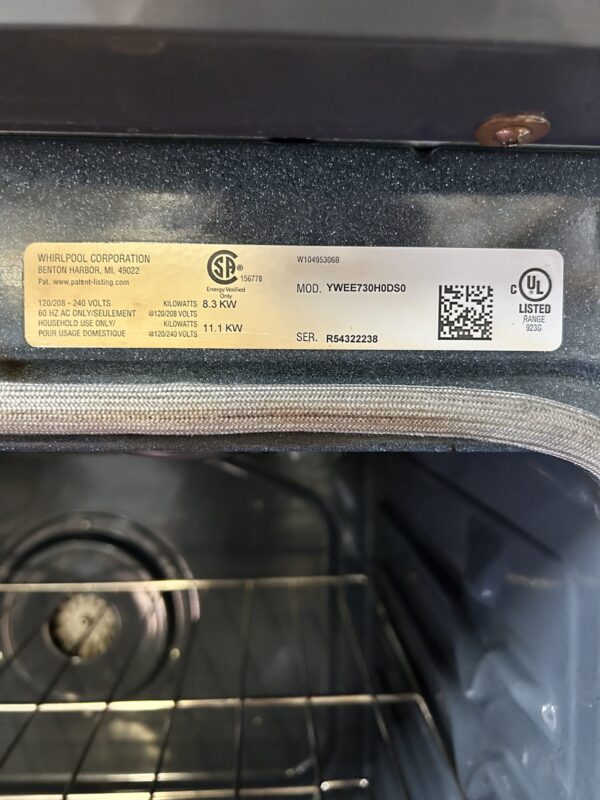 WHIRLPOOL CORPORATION
BENTON HARBOR, MI, 49022
Pat. www.patent-listing.com
120/208 - 240 VOLTS
60 HZ AC ONLY/SEULEMENT
HOUSEHOLD USE ONLY/
POUR USAGE DOMESTIQUE
KILOWATTS 8.3 KW
@120/208 VOLTS
KILOWATTS 11.1 KW
@120/240 VOLTS
SA® 156778
Energy Verified
Only
W10495306B
MOD. YWEE730H0DS0
SER. R54322238
C UL
LISTED
RANGE
923G